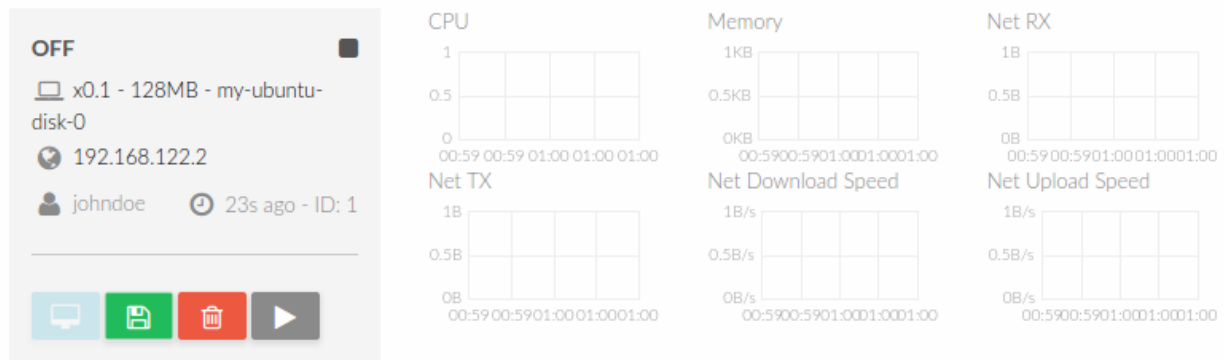 OFF
x0.1 - 128MB - my-ubuntu-
disk-0
192.168.122.2
johndoe 23s ago - ID: 1
CPU
1
0.5
0
00:59 00:59 01:00 01:00 01:00
Memory
1KB
0.5KB
0KB
00:59 00:59 01:00 01:00 01:00
Net RX
1B
0.5B
0B
00:59 00:59 01:00 01:00 01:00
Net TX
1B
0.5B
0B
00:59 00:59 01:00 01:00 01:00
Net Download Speed
1B/s
0.5B/s
0B/s
00:59 00:59 01:00 01:00 01:00
Net Upload Speed
1B/s
0.5B/s
0B/s
00:59 00:59 01:00 01:00 01:00